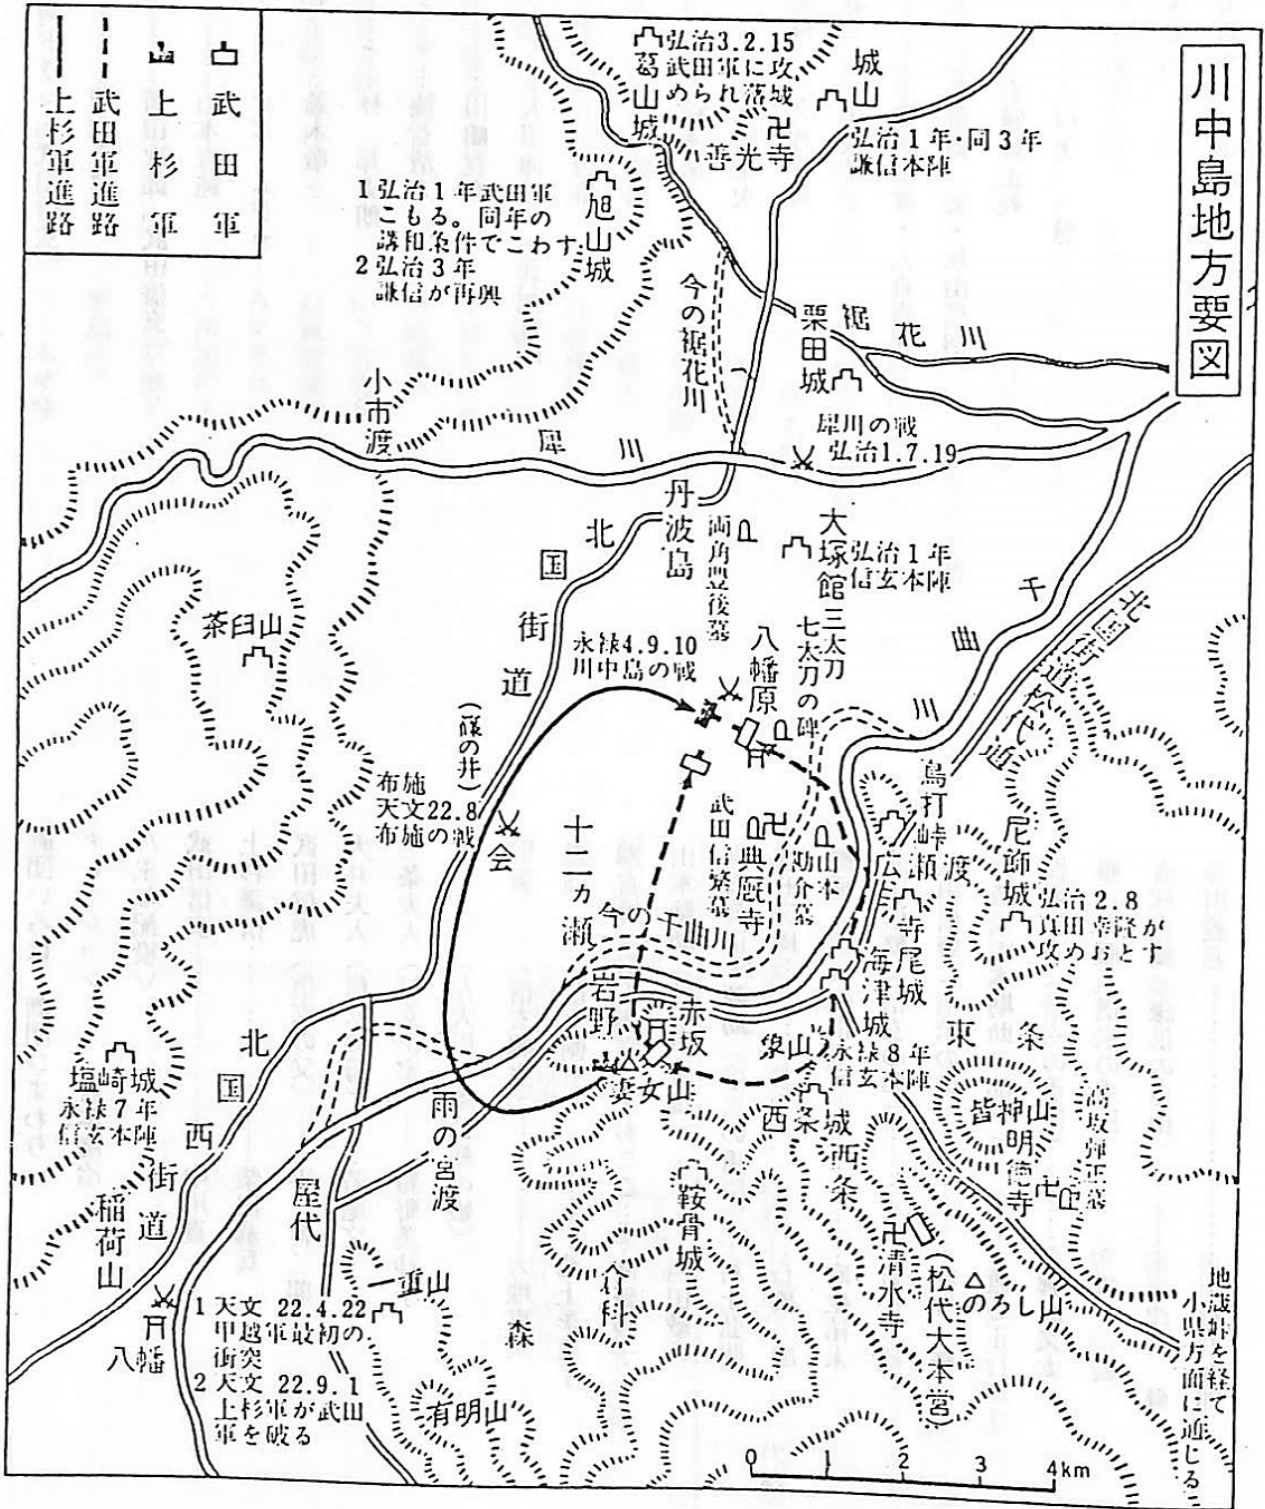 川中島地方要図
武田軍
上杉軍
武田軍進路
上杉軍進路
弘治3.2.15
武田軍に攻
められ落城
葛山城
城山
善光寺
弘治1年・同3年
謙信本陣
1 弘治1年武田軍
こもる。同年の
講和条件でこわす
2 弘治3年
謙信が再興
旭山城
今の裾花川
栗田城
裾花川
小市渡
犀川
犀川の戦
弘治1.7.19
丹波島
北国街道
両角豊後墓
大塚館
弘治1年
信玄本陣
三太刀
七太刀の碑
千曲川
北国街道松代道
茶臼山
永禄4.9.10
川中島の戦
八幡原
(篠の井)
布施
天文22.8
布施の戦
会
十二ヵ瀬
武田信繁墓
典厩寺
山本
勘介墓
鳥打峠
広瀬渡
寺尾城
尼飾城
弘治2.8
真田幸隆が
攻めおとす
今の千曲川
岩野
赤坂
妻女山
海津城
永禄8年
信玄本陣
象山
東条
西条城
西条
皆神山
明徳寺
高坂弾正墓
塩崎城
永禄7年
信玄本陣
北国西街道
稲荷山
雨の宮渡
屋代
鞍骨城
倉科
清水寺
(松代大本営)
のろし山
地蔵峠を経て
小県方面に通じる
一重山
森
八幡
1 天文22.4.22
甲越軍最初の
衝突
2 天文22.9.1
上杉軍が武田
軍を破る
有明山
0 1 2 3 4km